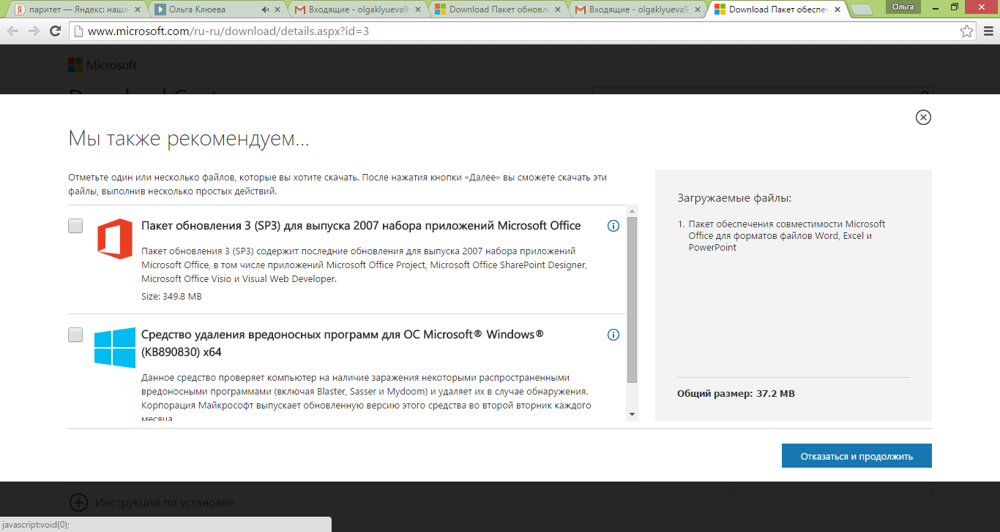 паритет — Яндекс: нашл
Ольга Клюева
Входящие - olgaklyueva9
Download Пакет обновле
Входящие - olgaklyueva9
Download Пакет обеспеч
Ольга
www.microsoft.com/ru-ru/download/details.aspx?id=3
Microsoft
Мы также рекомендуем...
Отметьте один или несколько файлов, которые вы хотите скачать. После нажатия кнопки «Далее» вы сможете скачать эти
файлы, выполнив несколько простых действий.
Пакет обновления 3 (SP3) для выпуска 2007 набора приложений Microsoft Office
Пакет обновления 3 (SP3) содержит последние обновления для выпуска 2007 набора приложений
Microsoft Office, в том числе приложений Microsoft Office Project, Microsoft Office SharePoint Designer,
Microsoft Office Visio и Visual Web Developer.
Size: 349.8 MB
Средство удаления вредоносных программ для ОС Microsoft® Windows®
(KB890830) x64
Данное средство проверяет компьютер на наличие заражения некоторыми распространенными
вредоносными программами (включая Blaster, Sasser и Mydoom) и удаляет их в случае обнаружения.
Корпорация Майкрософт выпускает обновленную версию этого средства во второй вторник каждого
месяца
Загружаемые файлы:
1. Пакет обеспечения совместимости Microsoft
Office для форматов файлов Word, Excel и
PowerPoint
Общий размер: 37.2 MB
Отказаться и продолжить
Инструкции по установке
javascript:void(0);